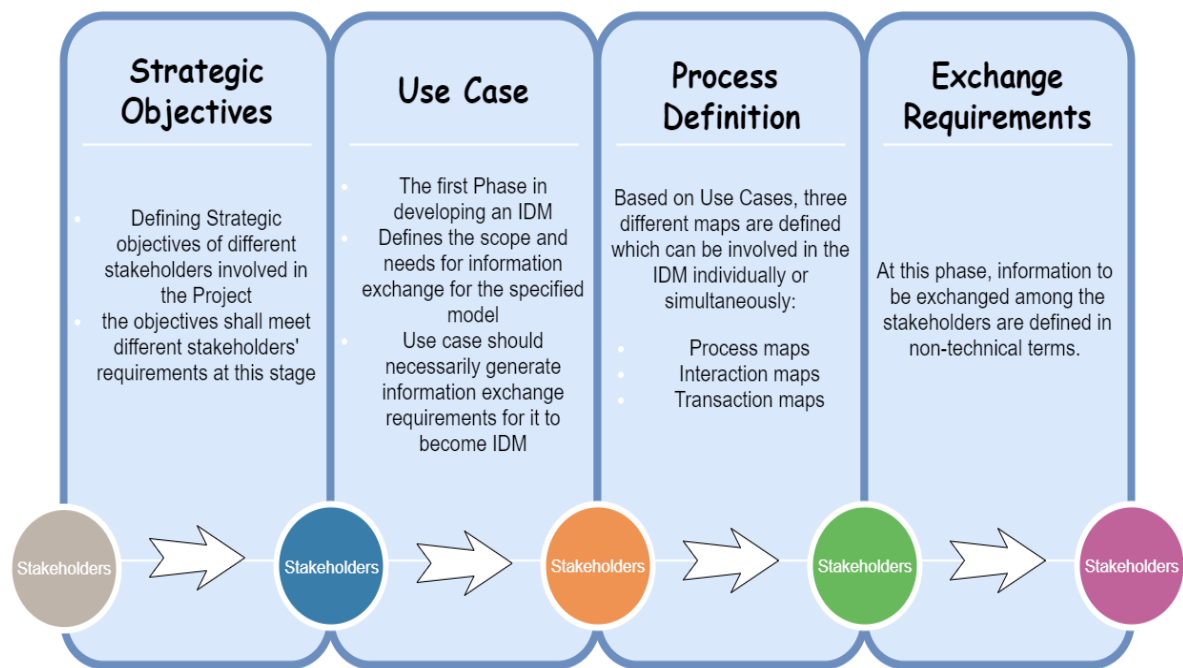 Strategic
Objectives
Defining Strategic
objectives of different
stakeholders involved in
the Project
the objectives shall meet
different stakeholders'
requirements at this stage
Use Case
The first Phase in
developing an IDM
Defines the scope and
needs for information
exchange for the specified
model
Use case should
necessarily generate
information exchange
requirements for it to
become IDM
Process
Definition
Based on Use Cases, three
different maps are defined
which can be involved in the
IDM individually or
simultaneously:
Process maps
Interaction maps
Transaction maps
Exchange
Requirements
At this phase, information to
be exchanged among the
stakeholders are defined in
non-technical terms.
Stakeholders
Stakeholders
Stakeholders
Stakeholders
Stakeholders